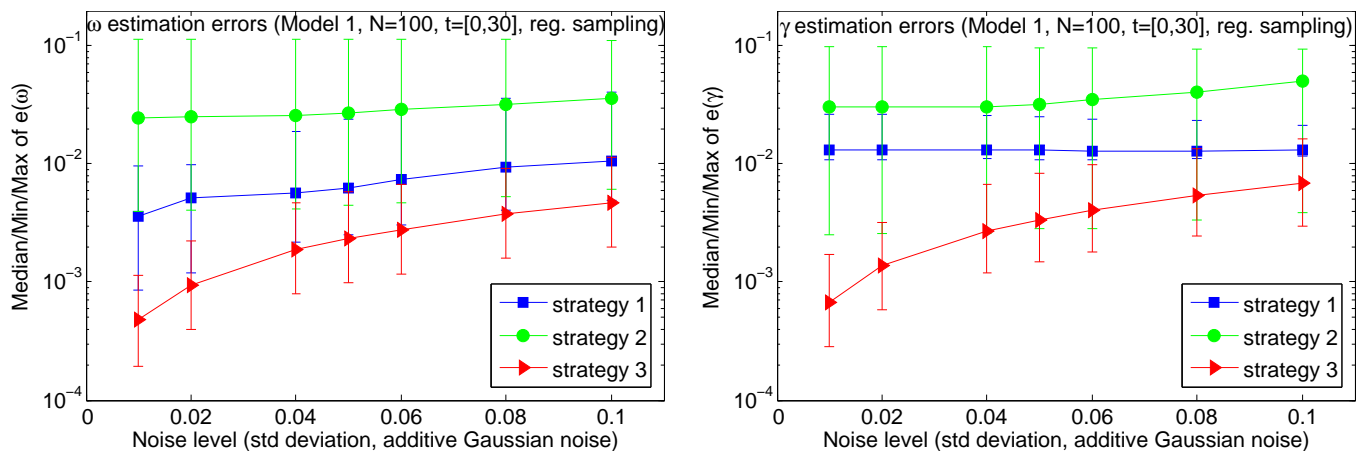 ω estimation errors (Model 1, N=100, t=[0,30], reg. sampling)
Median/Min/Max of e(ω)
10⁻¹
10⁻²
10⁻³
10⁻⁴
0 0.02 0.04 0.06 0.08 0.1
Noise level (std deviation, additive Gaussian noise)
strategy 1
strategy 2
strategy 3
γ estimation errors (Model 1, N=100, t=[0,30], reg. sampling)
Median/Min/Max of e(γ)
10⁻¹
10⁻²
10⁻³
10⁻⁴
0 0.02 0.04 0.06 0.08 0.1
Noise level (std deviation, additive Gaussian noise)
strategy 1
strategy 2
strategy 3